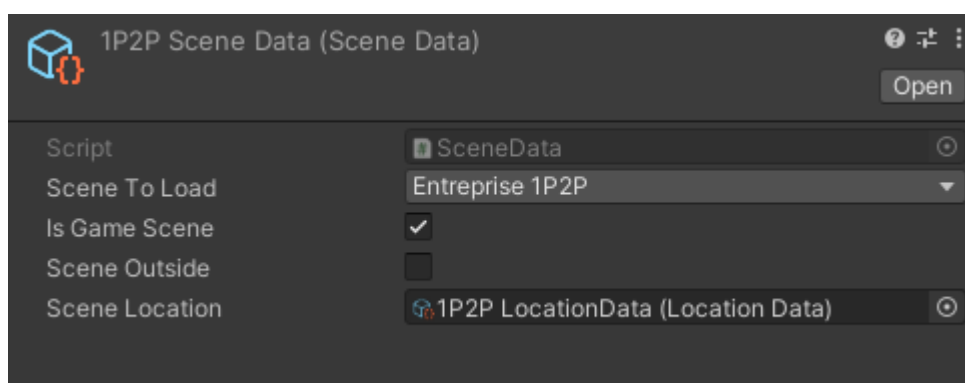 1P2P Scene Data (Scene Data)
Open
Script SceneData
Scene To Load Entreprise 1P2P
Is Game Scene
Scene Outside
Scene Location 1P2P LocationData (Location Data)